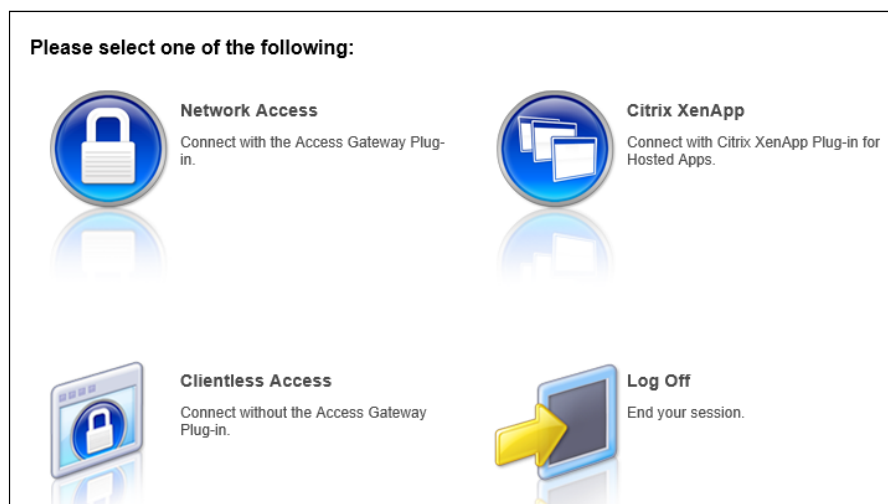 Please select one of the following:
Network Access
Connect with the Access Gateway Plug-
in.
Citrix XenApp
Connect with Citrix XenApp Plug-in for
Hosted Apps.
Clientless Access
Connect without the Access Gateway
Plug-in.
Log Off
End your session.